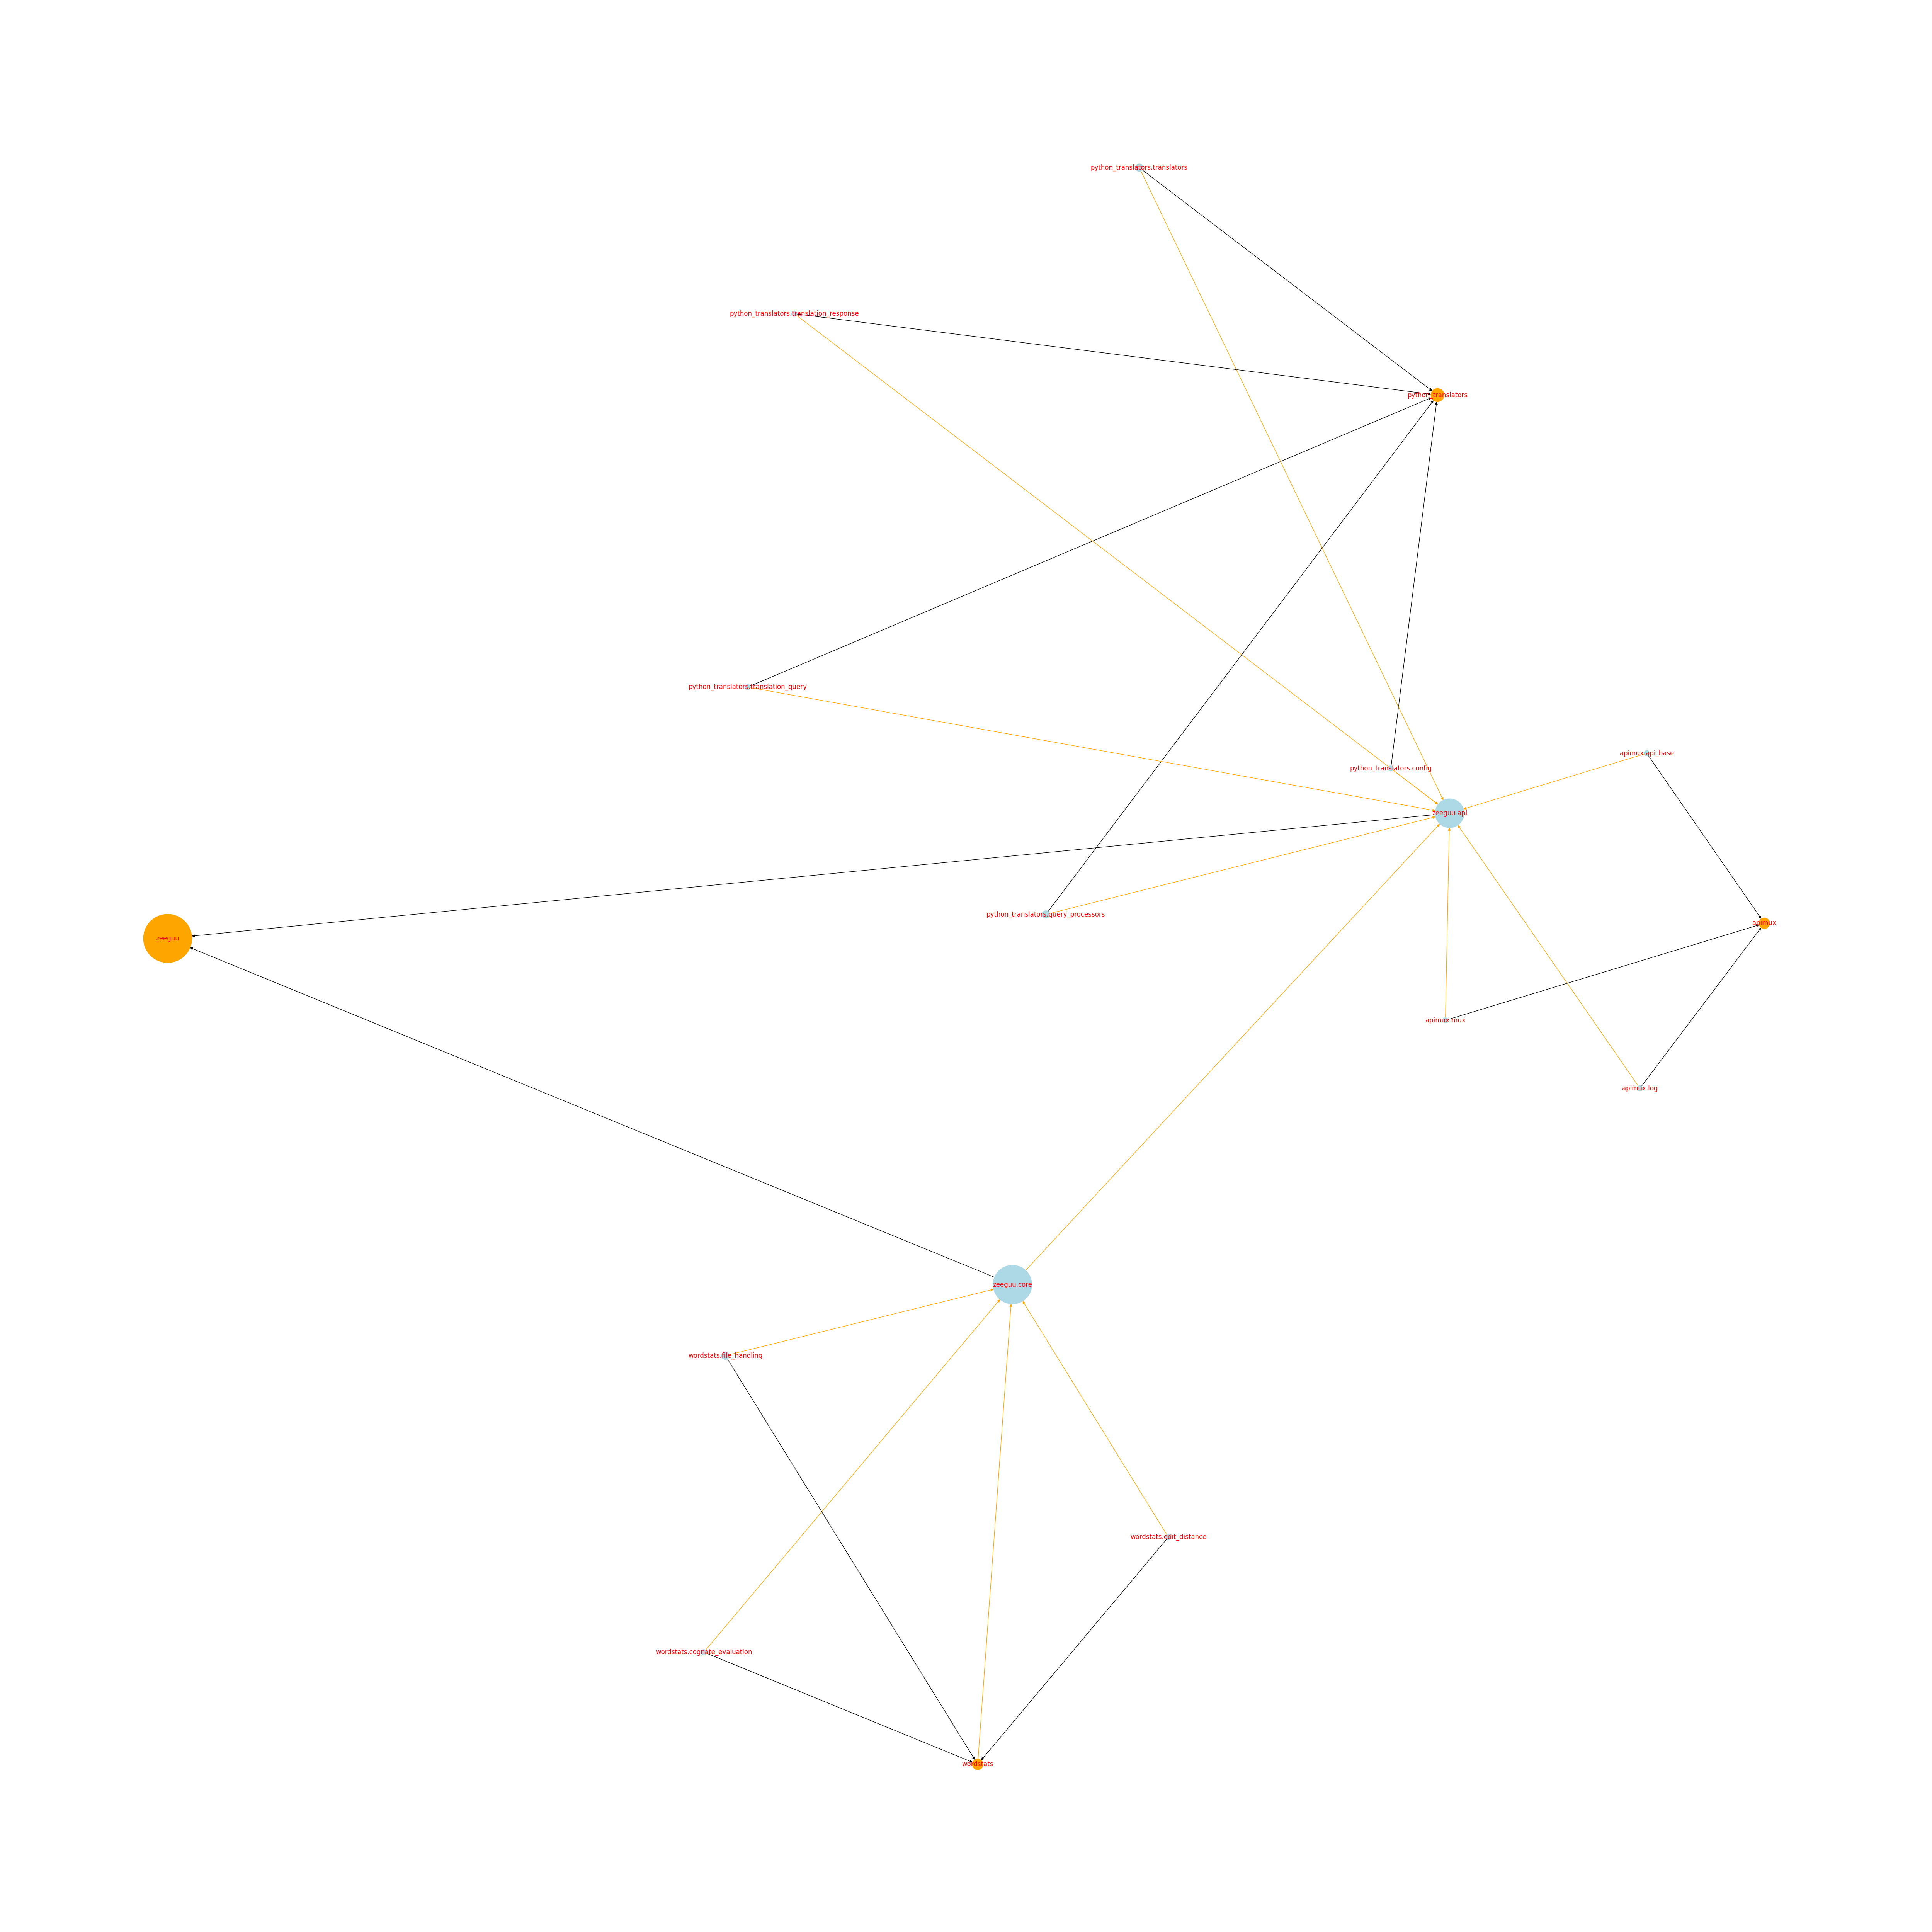 python_translators.translators
python_translators.translation_response
python_translators
python_translators.translation_query
apimux.api_base
python_translators.config
zeeguu.api
python_translators.query_processors
apimux
zeeguu
apimux.mux
apimux.log
zeeguu.core
wordstats.file_handling
wordstats.edit_distance
wordstats.cognate_evaluation
wordstats